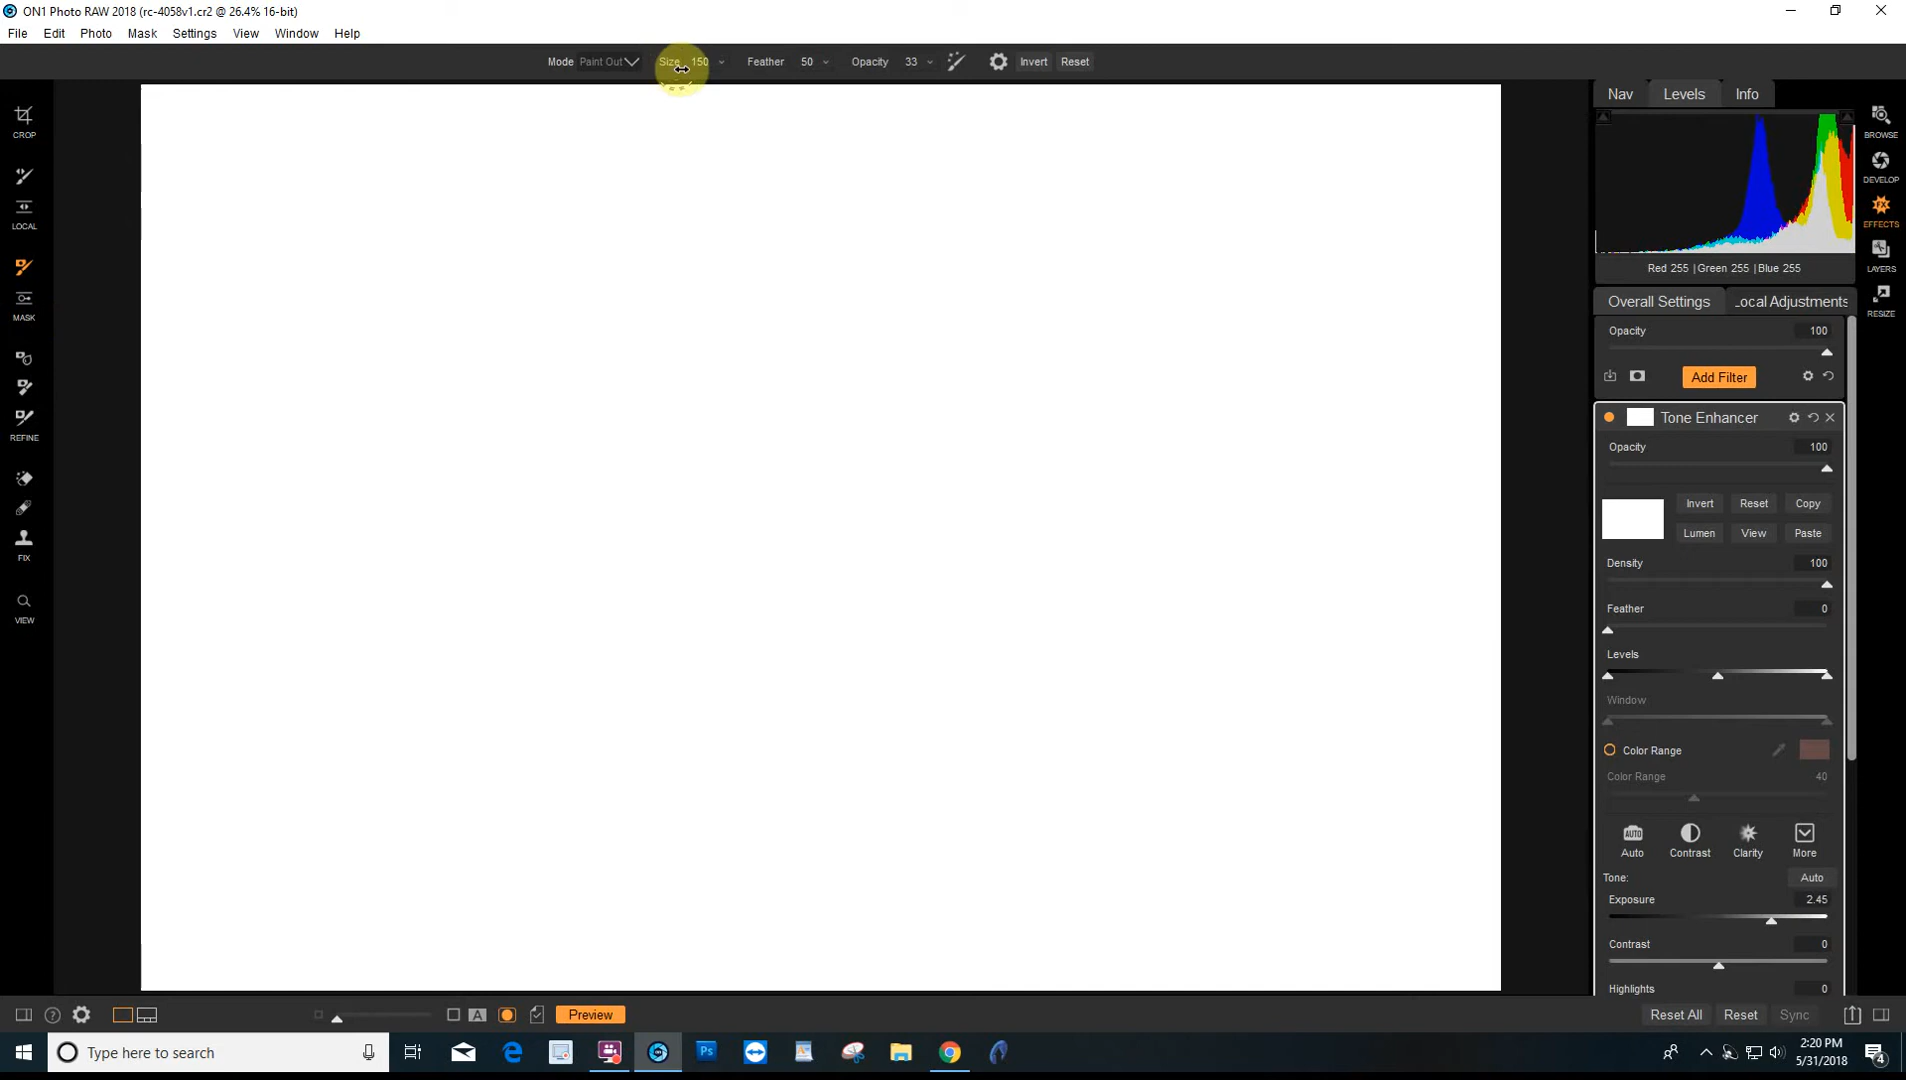 ON1 Photo RAW 2018 (rc-4058v1.cr2 @ 26.4% 16-bit)
File Edit Photo Mask Settings View Window Help
Mode Paint Out Size 150 Feather 50 Opacity 33 Invert Reset
CROP
LOCAL
MASK
REFINE
FIX
VIEW
Nav Levels Info
Red 255 |Green 255 |Blue 255
Overall Settings ocal Adjustments
Opacity 100
Add Filter
Tone Enhancer
Opacity 100
Invert Reset Copy
Lumen View Paste
Density 100
Feather 0
Levels
Window
Color Range
Color Range 40
AUTO
Auto Contrast Clarity More
Tone: Auto
Exposure 2.45
Contrast 0
Highlights 0
BROWSE
DEVELOP
FX
EFFECTS
LAYERS
RESIZE
? A Preview
Reset All Reset Sync
Type here to search
e Ps
2:20 PM
5/31/2018
4